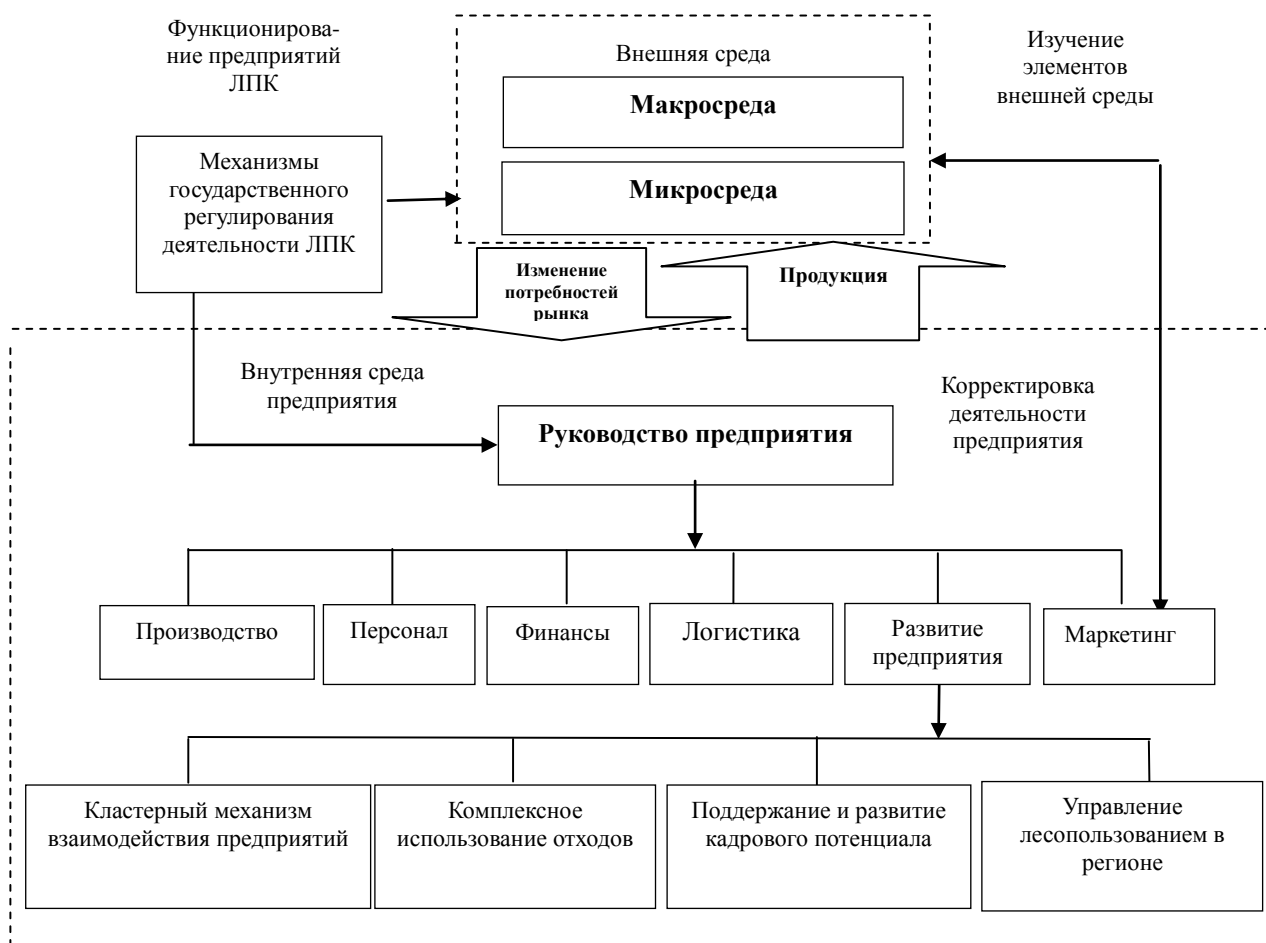 Функционирова-
ние предприятий
ЛПК
Внешняя среда
Изучение
элементов
внешней среды
Макросреда
Механизмы
государственного
регулирования
деятельности ЛПК
Микросреда
Изменение
потребностей
рынка
Продукция
Внутренняя среда
предприятия
Корректировка
деятельности
предприятия
Руководство предприятия
Производство
Персонал
Финансы
Логистика
Развитие
предприятия
Маркетинг
Кластерный механизм
взаимодействия предприятий
Комплексное
использование отходов
Поддержание и развитие
кадрового потенциала
Управление
лесопользованием в
регионе